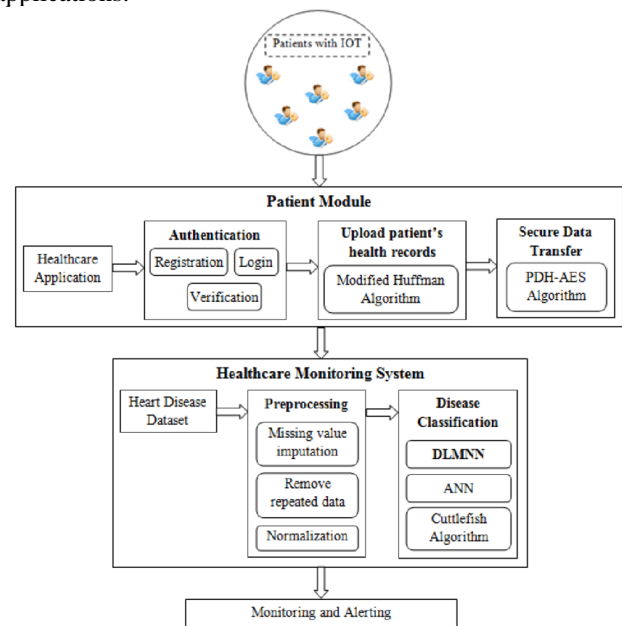 applications.
Patients with IOT
Patient Module
Healthcare
Application
Authentication
Registration
Login
Verification
Upload patient's
health records
Modified Huffman
Algorithm
Secure Data
Transfer
PDH-AES
Algorithm
Healthcare Monitoring System
Heart Disease
Dataset
Preprocessing
Missing value
imputation
Remove
repeated data
Normalization
Disease
Classification
DLMNN
ANN
Cuttlefish
Algorithm
Monitoring and Alerting